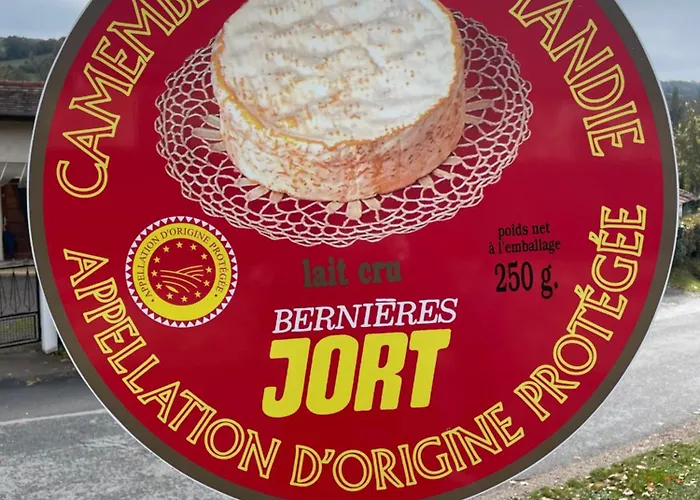 CAMEMBE
ANDIE
APPELLATION D'ORIGINE PROTÉGÉE
lait cru
poids net
à l'emballage
250 g.
BERNIÈRES
JORT
APPELLATION D'ORIGINE PROTÉGÉE